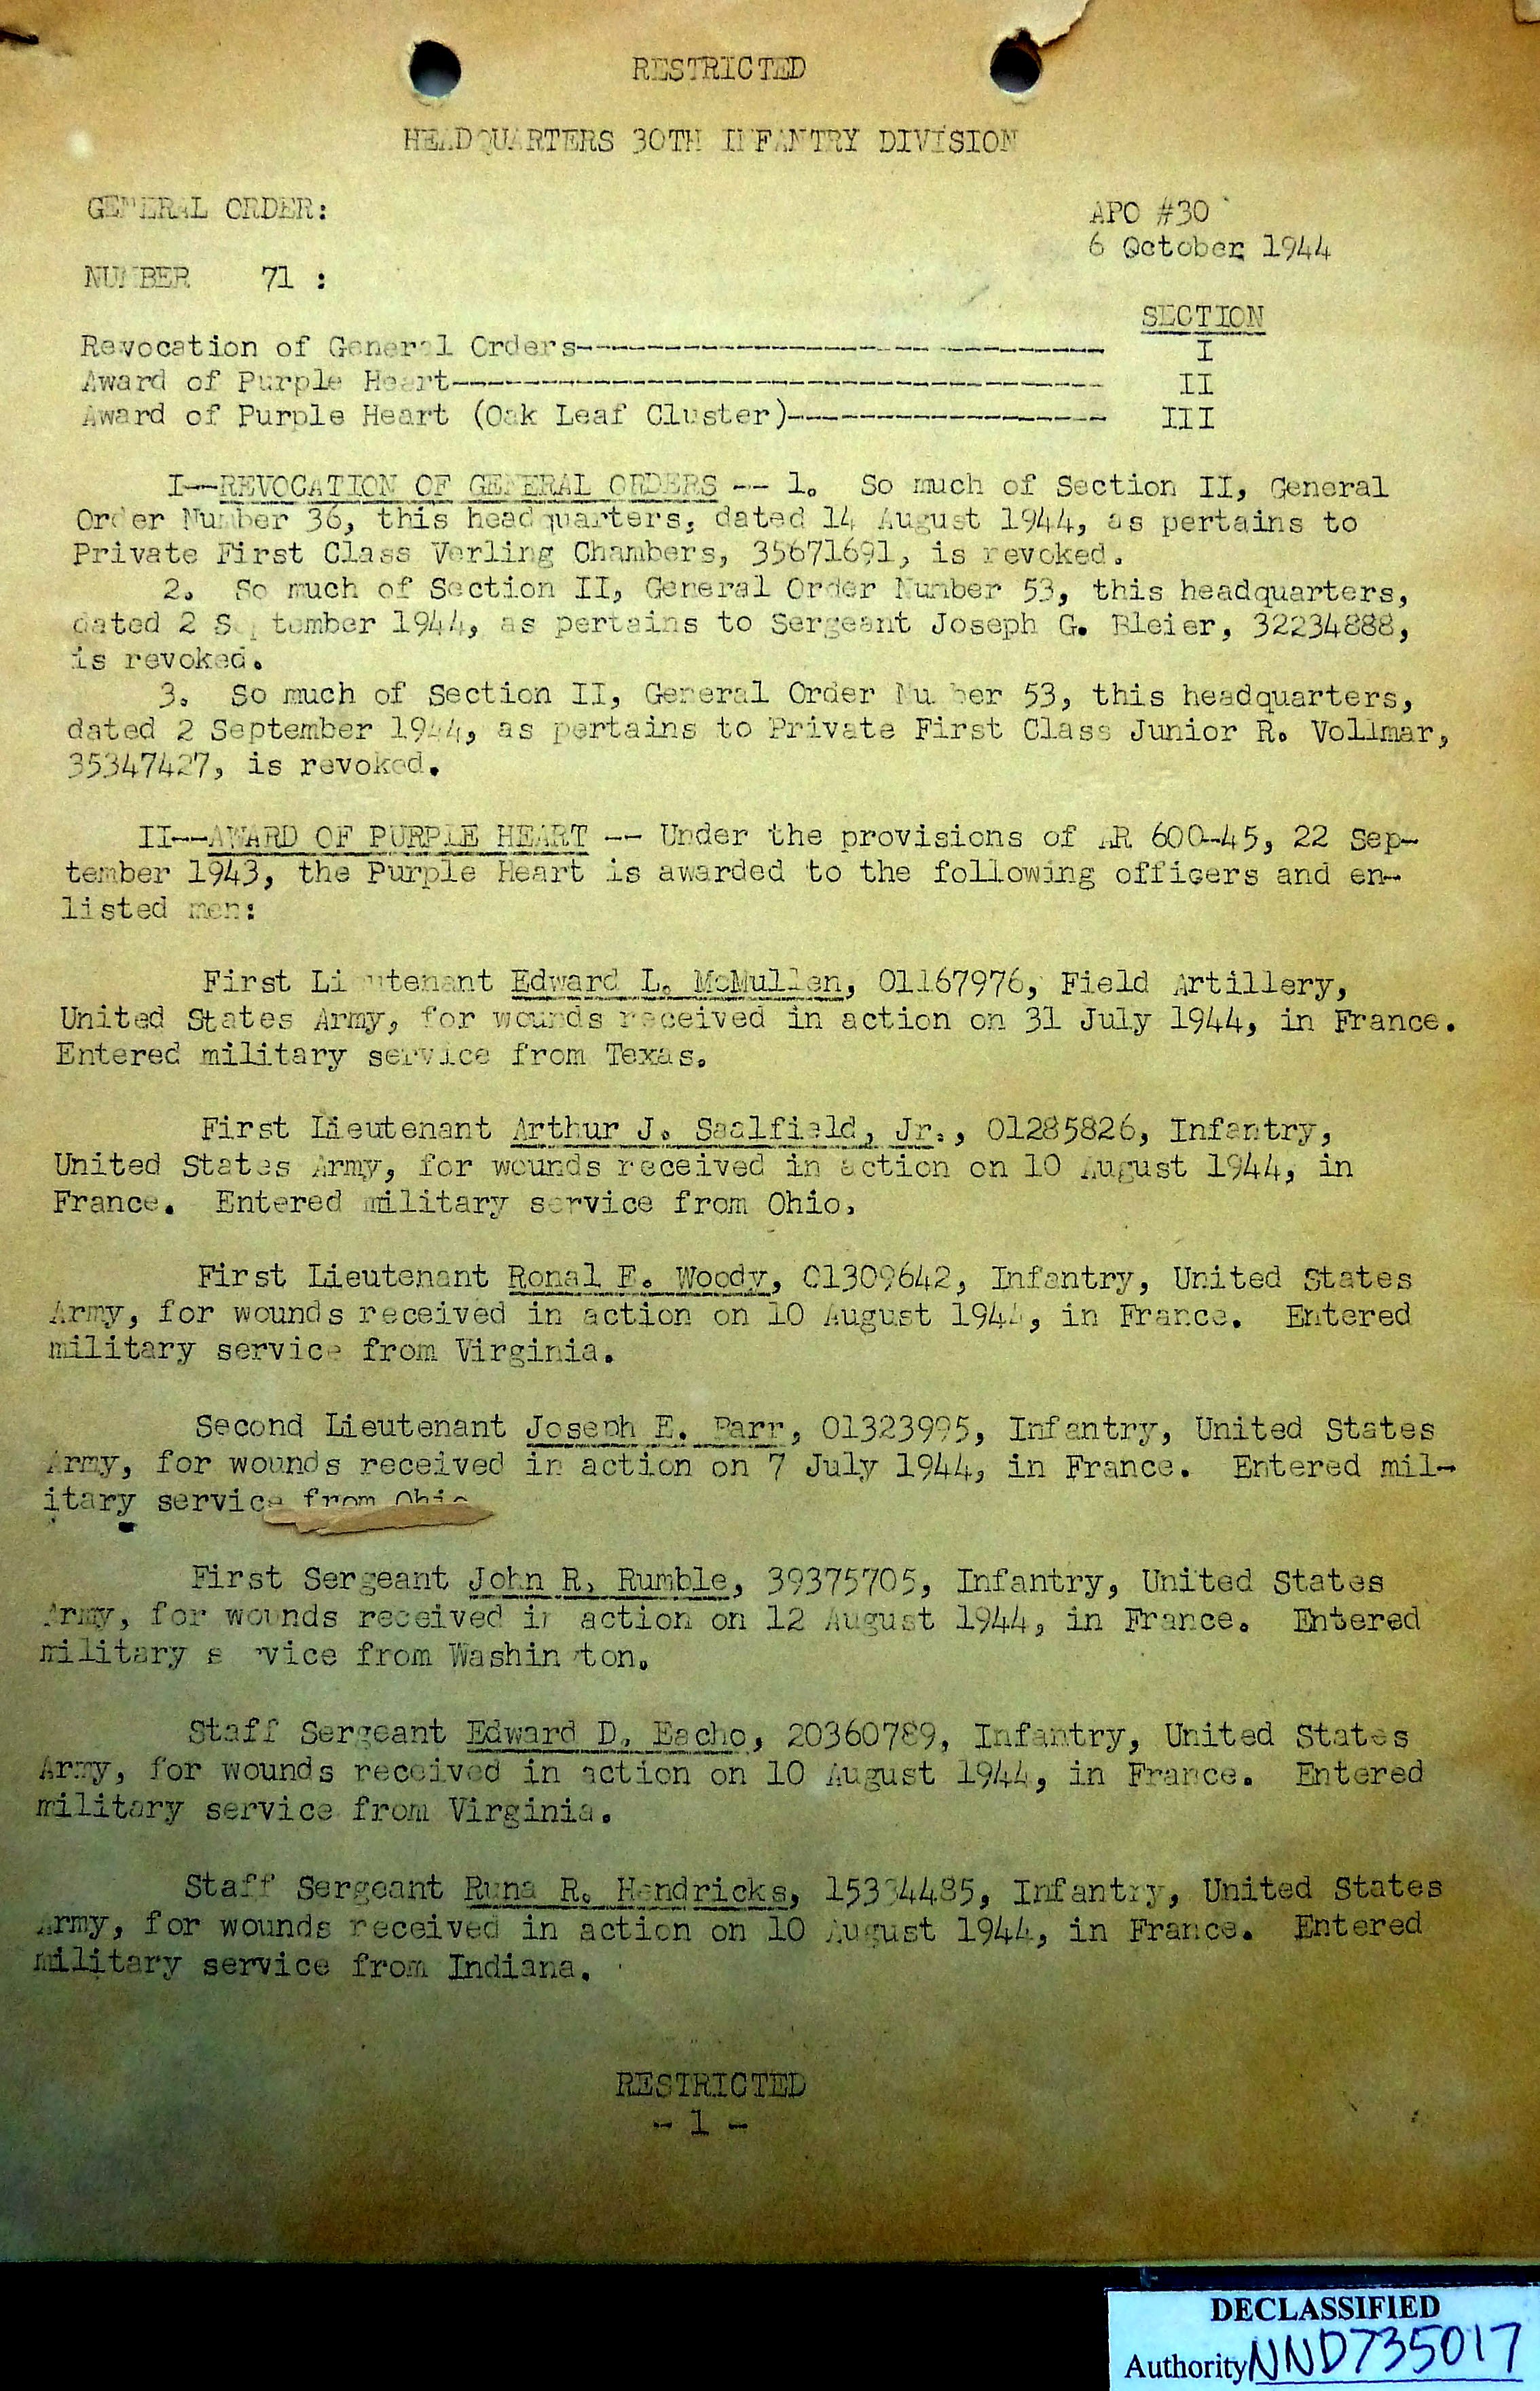 RESTRICTED
HEADQUARTERS 30TH INFANTRY DIVISION
GENERAL ORDER:
APO #30
6 October 1944
NUMBER 71 :
SECTION
Revocation of General Orders---------------------------------- I
Award of Purple Heart------------------------------------------ II
Award of Purple Heart (Oak Leaf Cluster)-------------------- III
I--REVOCATION OF GENERAL ORDERS -- 1. So much of Section II, General
Order Number 36, this headquarters, dated 14 August 1944, as pertains to
Private First Class Verling Chambers, 35671691, is revoked.
2. So much of Section II, General Order Number 53, this headquarters,
dated 2 September 1944, as pertains to Sergeant Joseph G. Bleier, 32234888,
is revoked.
3. So much of Section II, General Order Number 53, this headquarters,
dated 2 September 1944, as pertains to Private First Class Junior R. Vollmar,
35347427, is revoked.
II--AWARD OF PURPLE HEART -- Under the provisions of AR 600-45, 22 Sep-
tember 1943, the Purple Heart is awarded to the following officers and en-
listed men:
First Lieutenant Edward L. McMullen, 01167976, Field Artillery,
United States Army, for wounds received in action on 31 July 1944, in France.
Entered military service from Texas.
First Lieutenant Arthur J. Saalfield, Jr., 01285826, Infantry,
United States Army, for wounds received in action on 10 August 1944, in
France. Entered military service from Ohio.
First Lieutenant Ronal E. Woody, 01309642, Infantry, United States
Army, for wounds received in action on 10 August 1944, in France. Entered
military service from Virginia.
Second Lieutenant Joseph E. Parr, 01323995, Infantry, United States
Army, for wounds received in action on 7 July 1944, in France. Entered mil-
itary service from Ohio
First Sergeant John R. Rumble, 39375705, Infantry, United States
Army, for wounds received in action on 12 August 1944, in France. Entered
military service from Washington.
Staff Sergeant Edward D. Eacho, 20360789, Infantry, United States
Army, for wounds received in action on 10 August 1944, in France. Entered
military service from Virginia.
Staff Sergeant Runa R. Hendricks, 15334485, Infantry, United States
Army, for wounds received in action on 10 August 1944, in France. Entered
military service from Indiana.
RESTRICTED
- 1 -
DECLASSIFIED
Authority NND735017